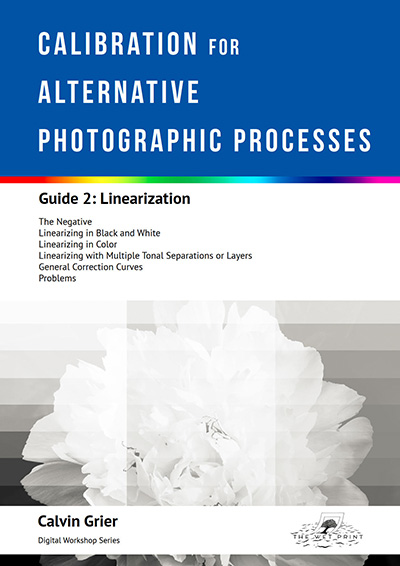 CALIBRATION FOR
ALTERNATIVE
PHOTOGRAPHIC PROCESSES
Guide 2: Linearization
The Negative
Linearizing in Black and White
Linearizing in Color
Linearizing with Multiple Tonal Separations or Layers
General Correction Curves
Problems
Calvin Grier
Digital Workshop Series
THE WET PRINT